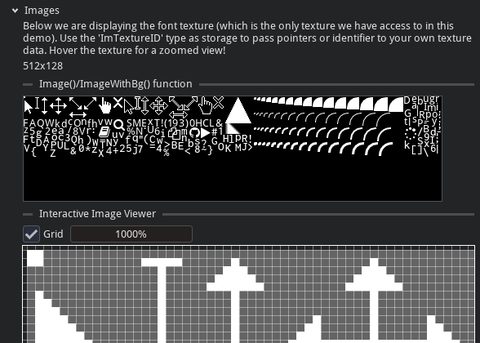 Images
Below we are displaying the font texture (which is the only texture we have access to in this
demo). Use the 'ImTextureID' type as storage to pass pointers or identifier to your own texture
data. Hover the texture for a zoomed view!
512x128
Image()/ImageWithBg() function
Interactive Image Viewer
Grid
1000%